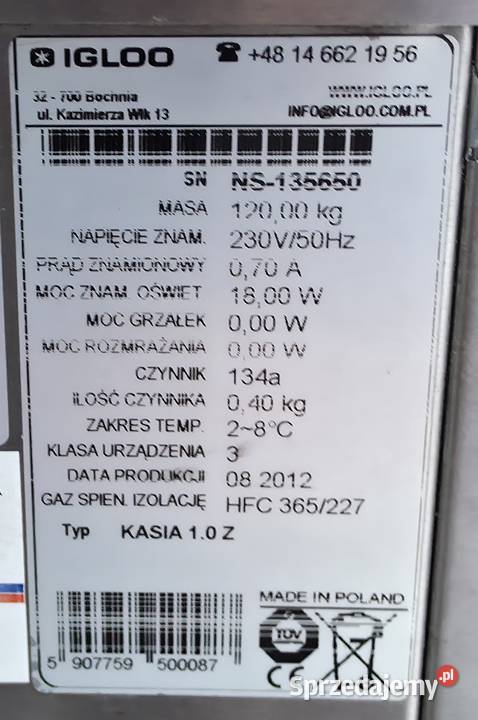 IGLOO ☎ +48 14 662 19 56
32 - 700 Bochnia WWW.IGLOO.PL
ul. Kazimierza Wlk 13 INFO@IGLOO.COM.PL
SN NS-135650
MASA 120,00 kg
NAPIĘCIE ZNAM. 230V/50Hz
PRĄD ZNAMIONOWY 0,70 A
MOC ZNAM. OŚWIET. 18,00 W
MOC GRZAŁEK 0,00 W
MOC ROZMRAŻANIA 0,00 W
CZYNNIK 134a
ILOŚĆ CZYNNIKA 0,40 kg
ZAKRES TEMP. 2~8°C
KLASA URZĄDZENIA 3
DATA PRODUKCJI 08 2012
GAZ SPIEN. IZOLACJĘ HFC 365/227
Typ KASIA 1.0 Z
MADE IN POLAND
TÜV
5 907759 500087 CE
Sprzedajemy.pl